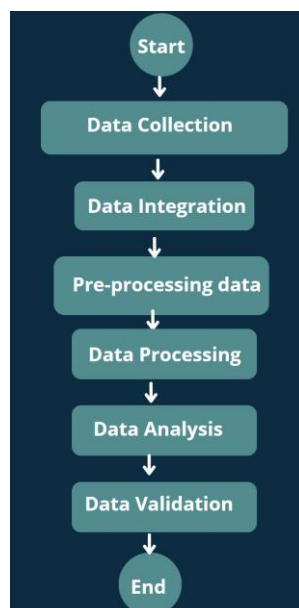 Start
Data Collection
Data Integration
Pre-processing data
Data Processing
Data Analysis
Data Validation
End